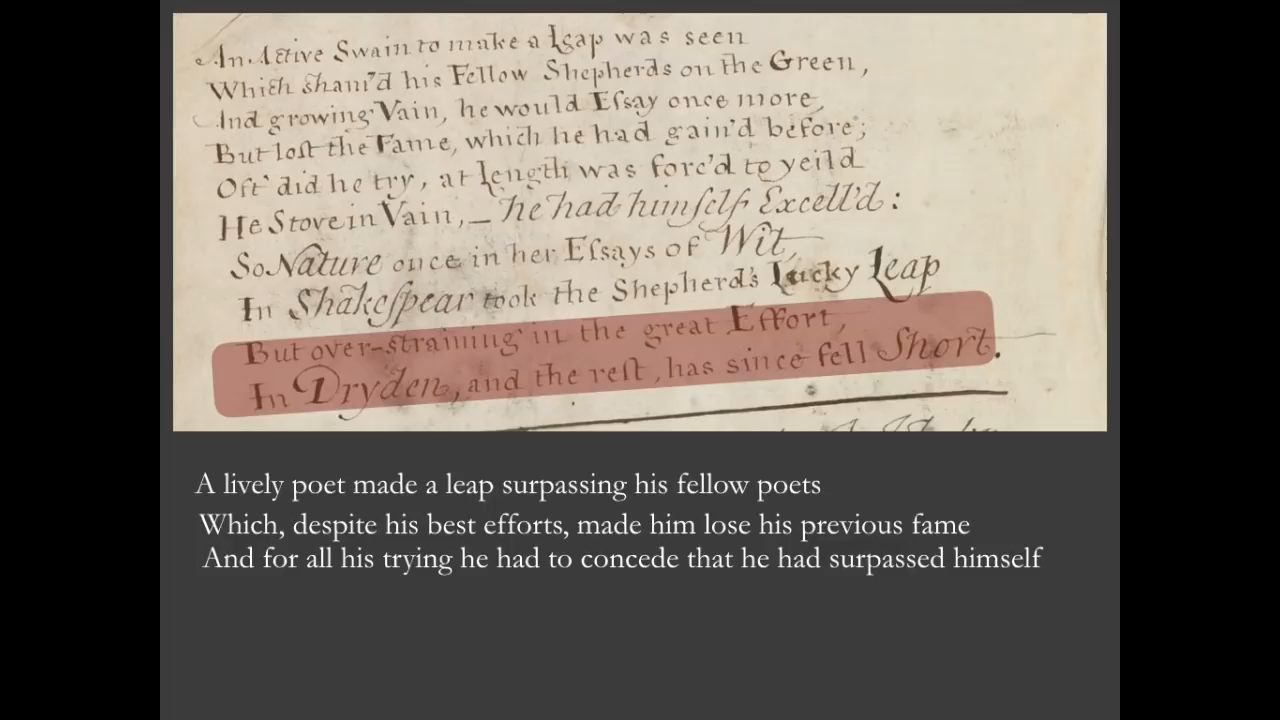 An Active Swain to make a Leap was seen
Which sham'd his Fellow Shepherds on the Green,
And growing Vain, he would Eſsay once more,
But loſt the Fame, which he had gain'd before;
Oft' did he try, at Length was forc'd to yeild
He Stove in Vain,_ he had himſelf Excell'd:
So Nature once in her Eſsays of Wit,
In Shakeſpear took the Shepherd's Lucky Leap
But over-straining in the great Effort,
In Dryden, and the reſt, has since fell Short.
A lively poet made a leap surpassing his fellow poets
Which, despite his best efforts, made him lose his previous fame
And for all his trying he had to concede that he had surpassed himself